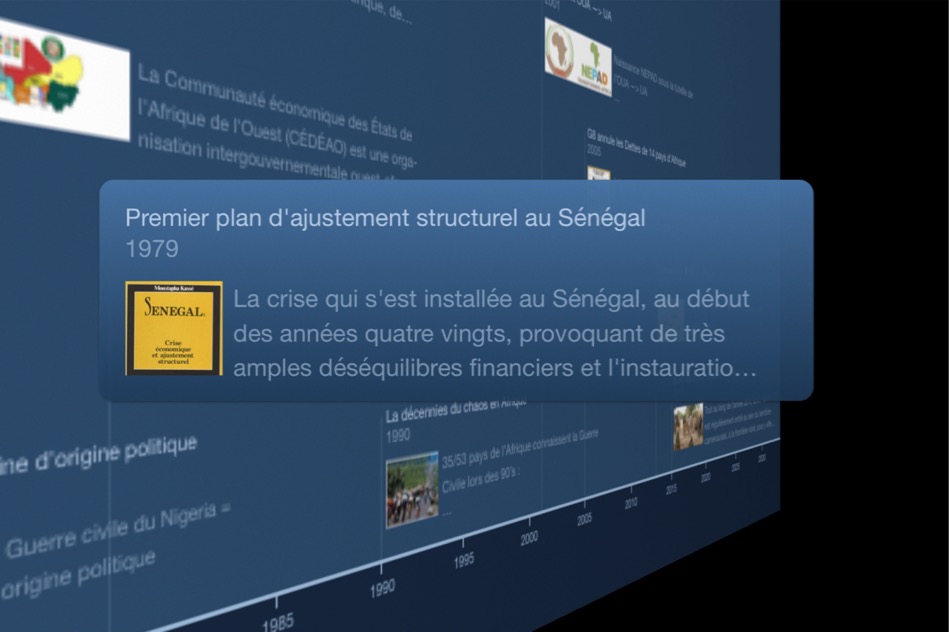 2001
OUA --> UA
NEPAD
Naissance NEPAD sous la tutelle de
l'OUA --> UA
...
La Communauté économique des États de
l'Afrique de l'Ouest (CÉDÉAO) est une orga-
nisation intergouvernementale ouest
G8 annule les Dettes de 14 pays d'Afrique
2005
Premier plan d'ajustement structurel au Sénégal
1979
Moustapha Kassé
SENEGAL
Crise
économique
et ajustement
structurel
La crise qui s'est installée au Sénégal, au début
des années quatre vingts, provoquant de très
amples déséquilibres financiers et l'instauratio…
La décennies du chaos en Afrique
1990
35/53 pays de l'Afrique connaissent la Guerre
Civile lors des 90's :
...
d'origine politique
Guerre civile du Nigeria =
origine politique
1985
1990
1995
2000
2005
2010
2015
2020
2025